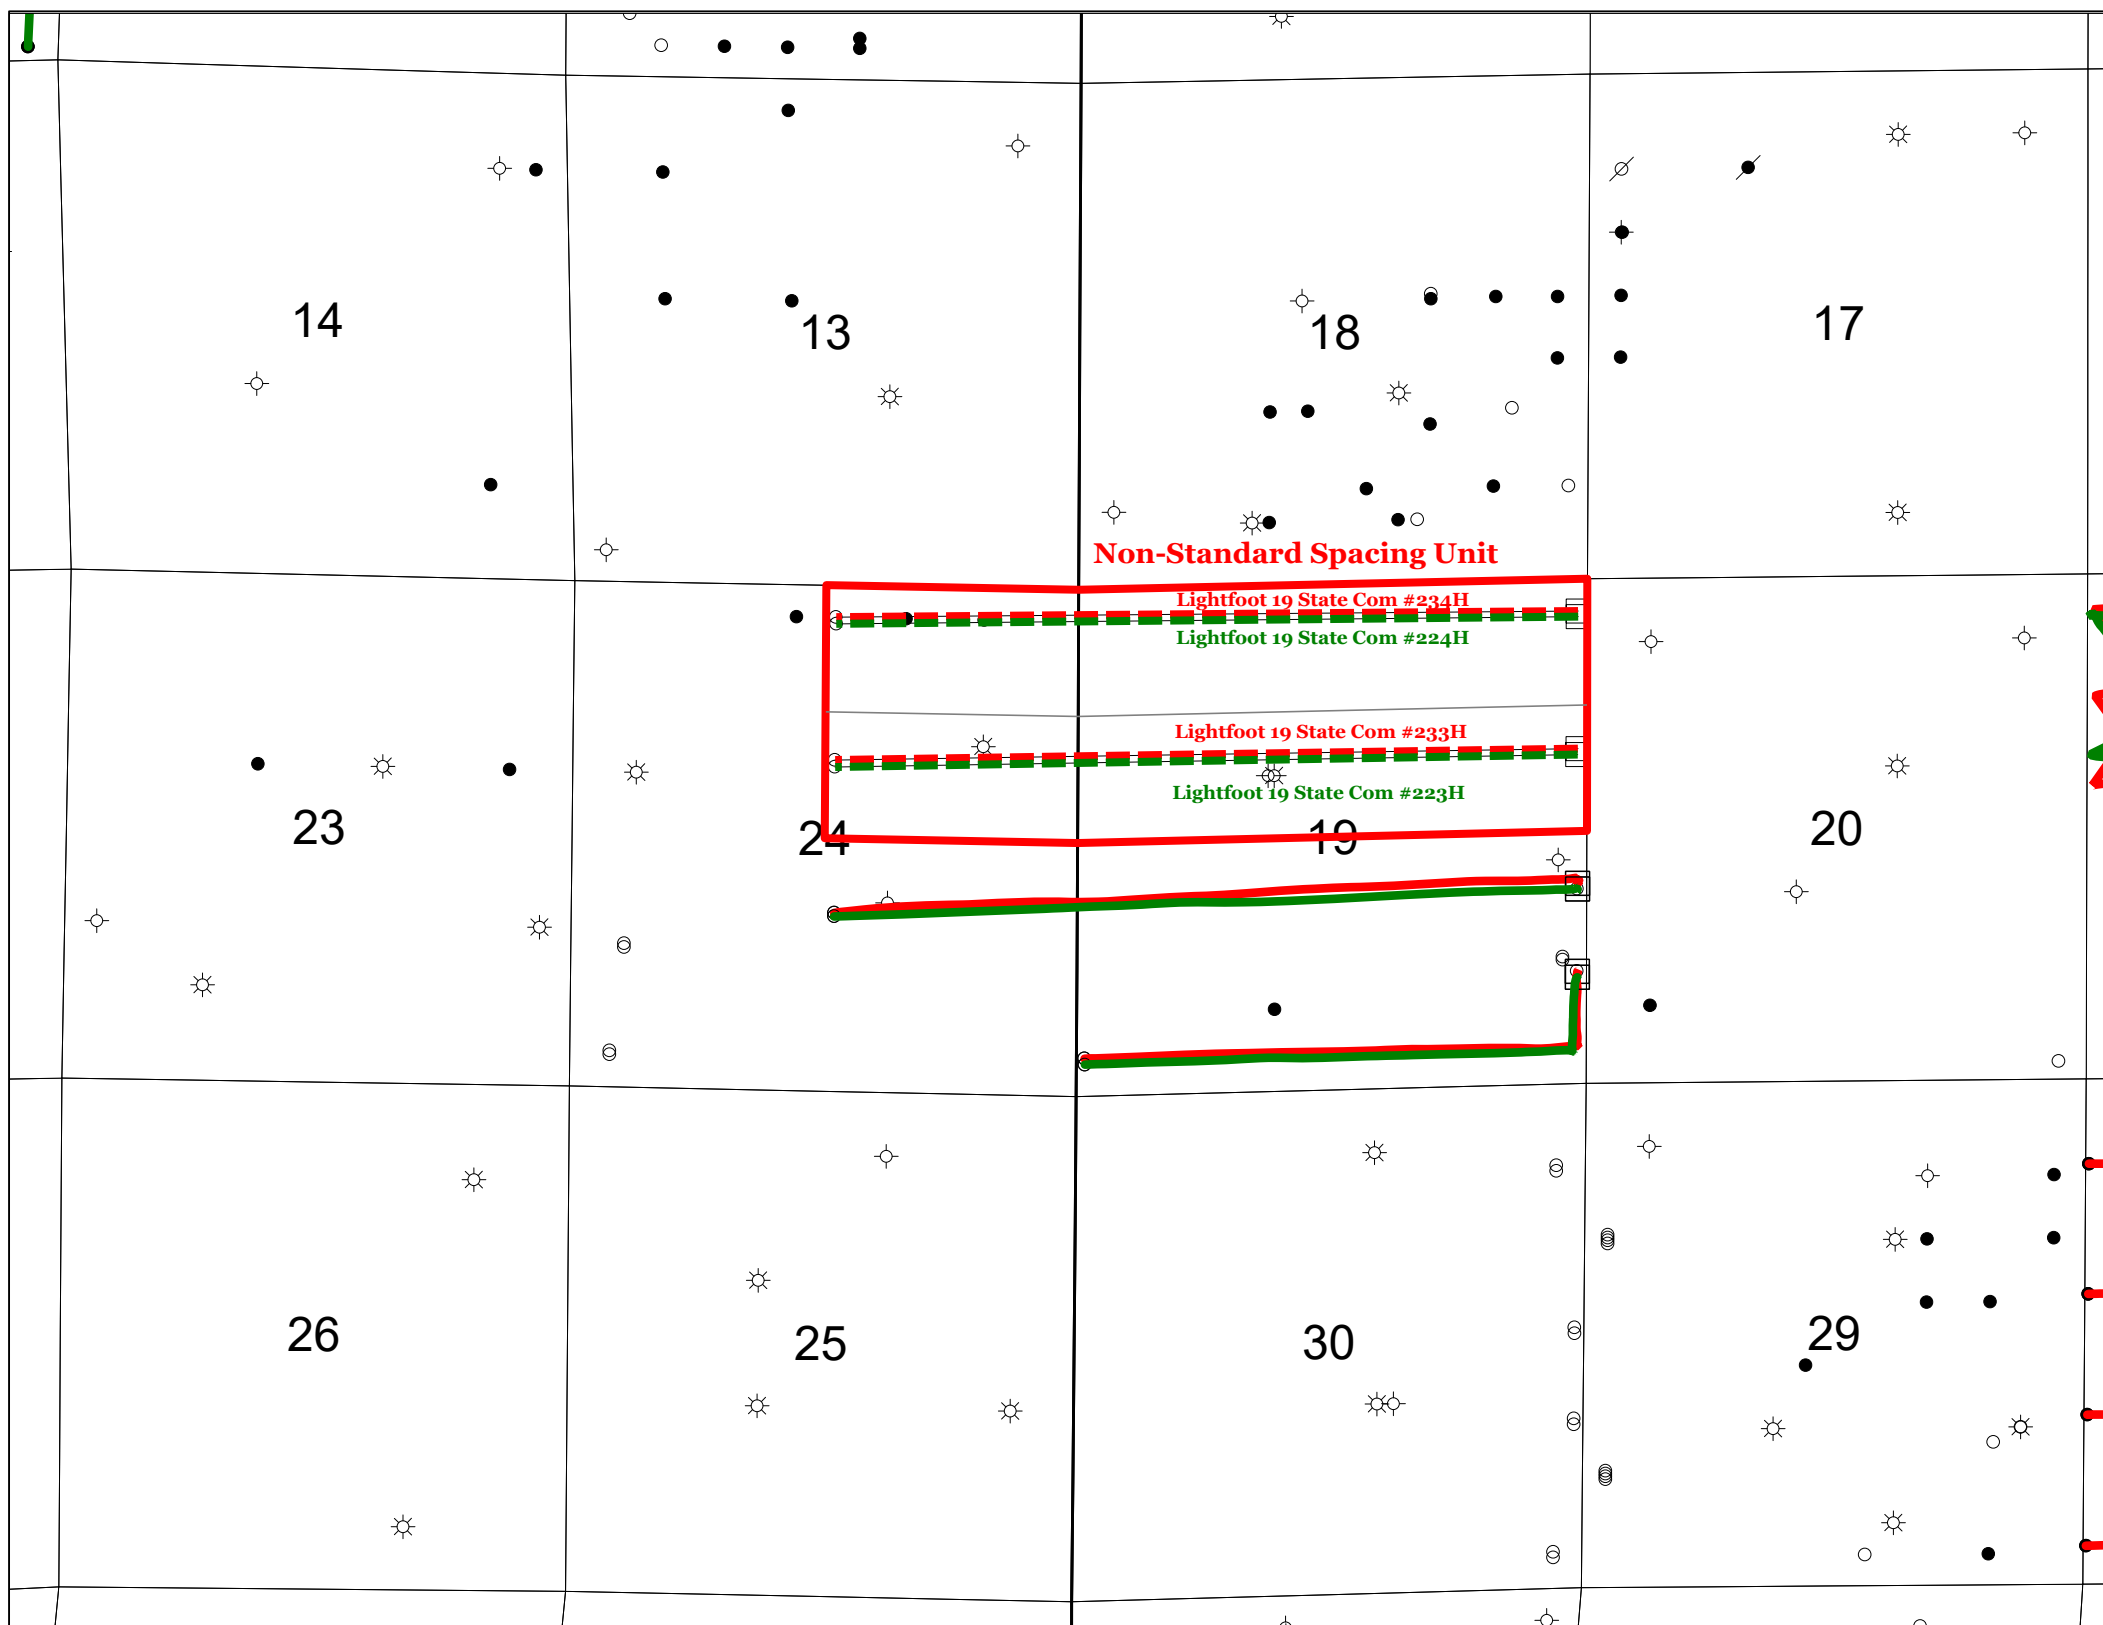 14
13
18
17
Non-Standard Spacing Unit
Lightfoot 19 State Com #234H
Lightfoot 19 State Com #224H
Lightfoot 19 State Com #233H
Lightfoot 19 State Com #223H
23
24
19
20
26
25
30
29